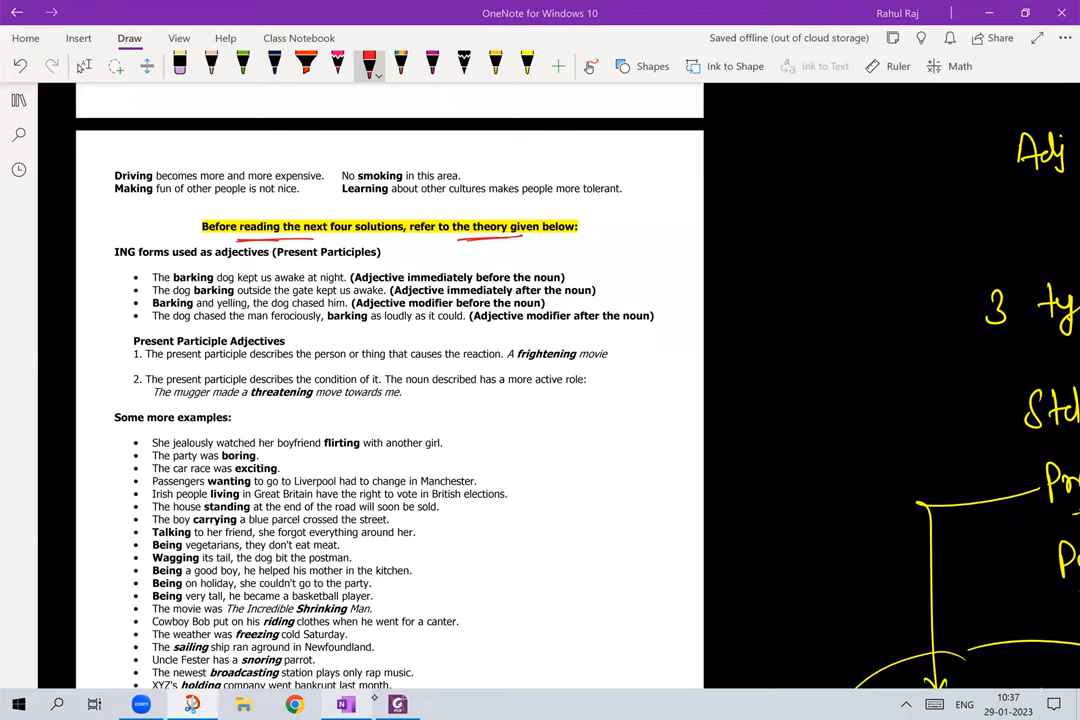 OneNote for Windows 10
Rahul Raj
Home Insert Draw View Help Class Notebook
Saved offline (out of cloud storage)
Share
Shapes
Ink to Shape
Ink to Text
Ruler
Math
Driving becomes more and more expensive. No smoking in this area.
Making fun of other people is not nice. Learning about other cultures makes people more tolerant.
Before reading the next four solutions, refer to the theory given below:
ING forms used as adjectives (Present Participles)
• The barking dog kept us awake at night. (Adjective immediately before the noun)
• The dog barking outside the gate kept us awake. (Adjective immediately after the noun)
• Barking and yelling, the dog chased him. (Adjective modifier before the noun)
• The dog chased the man ferociously, barking as loudly as it could. (Adjective modifier after the noun)
Present Participle Adjectives
1. The present participle describes the person or thing that causes the reaction. A frightening movie
2. The present participle describes the condition of it. The noun described has a more active role:
The mugger made a threatening move towards me.
Some more examples:
• She jealously watched her boyfriend flirting with another girl.
• The party was boring.
• The car race was exciting.
• Passengers wanting to go to Liverpool had to change in Manchester.
• Irish people living in Great Britain have the right to vote in British elections.
• The house standing at the end of the road will soon be sold.
• The boy carrying a blue parcel crossed the street.
• Talking to her friend, she forgot everything around her.
• Being vegetarians, they don't eat meat.
• Wagging its tail, the dog bit the postman.
• Being a good boy, he helped his mother in the kitchen.
• Being on holiday, she couldn't go to the party.
• Being very tall, he became a basketball player.
• The movie was The Incredible Shrinking Man.
• Cowboy Bob put on his riding clothes when he went for a canter.
• The weather was freezing cold Saturday.
• The sailing ship ran aground in Newfoundland.
• Uncle Fester has a snoring parrot.
• The newest broadcasting station plays only rap music.
• XYZ's holding company went bankrupt last month.
Adj
3 ty
Std
Pr
zoom
ENG
10:37
29-01-2023